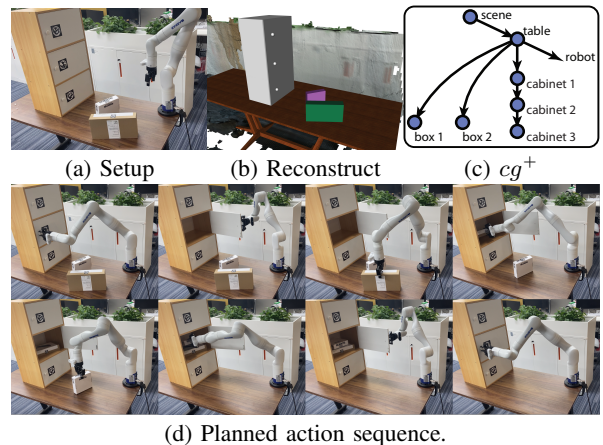 scene
table
robot
cabinet 1
cabinet 2
cabinet 3
box 1
box 2
(a) Setup
(b) Reconstruct
(c) cg⁺
(d) Planned action sequence.